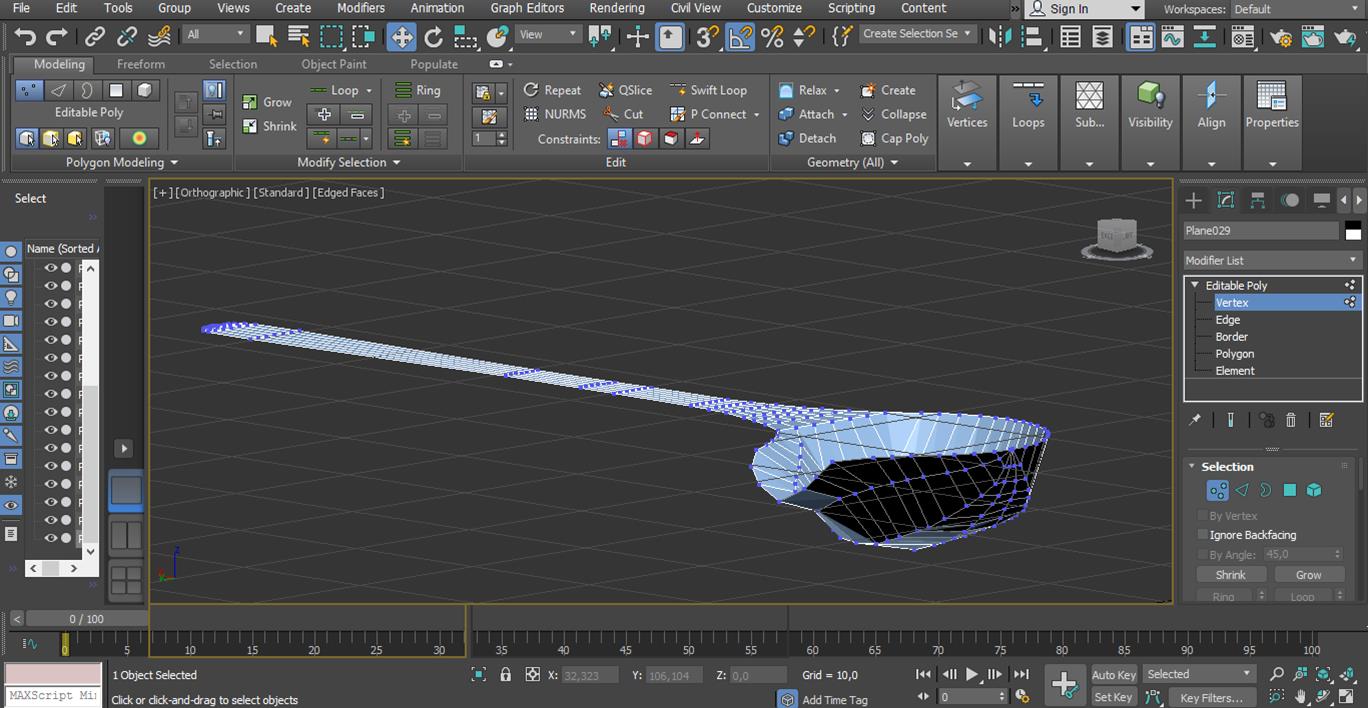 File Edit Tools Group Views Create Modifiers Animation Graph Editors Rendering Civil View Customize Scripting Content » Sign In Workspaces: Default
All View Create Selection Se
Modeling Freeform Selection Object Paint Populate
Editable Poly
Polygon Modeling
Grow Loop Ring
Shrink
Modify Selection
1
Repeat QSlice Swift Loop
NURMS Cut P Connect
Constraints:
Edit
Relax Create
Attach Collapse
Detach Cap Poly
Geometry (All)
Vertices Loops Sub... Visibility Align Properties
Select
»
Name (Sorted A
[+] [Orthographic] [Standard] [Edged Faces]
Plane029
Modifier List
Editable Poly
Vertex
Edge
Border
Polygon
Element
Selection
By Vertex
Ignore Backfacing
By Angle: 45,0
Shrink Grow
Ring Loop
z
< 0 / 100
0 5 10 15 20 25 30 35 40 45 50 55 60 65 70 75 80 85 90 95 100
1 Object Selected
MAXScript Mi
Click or click-and-drag to select objects
X: 32,323 Y: 106,104 Z: 0,0 Grid = 10,0
Add Time Tag
0
Auto Key Selected
Set Key Key Filters...